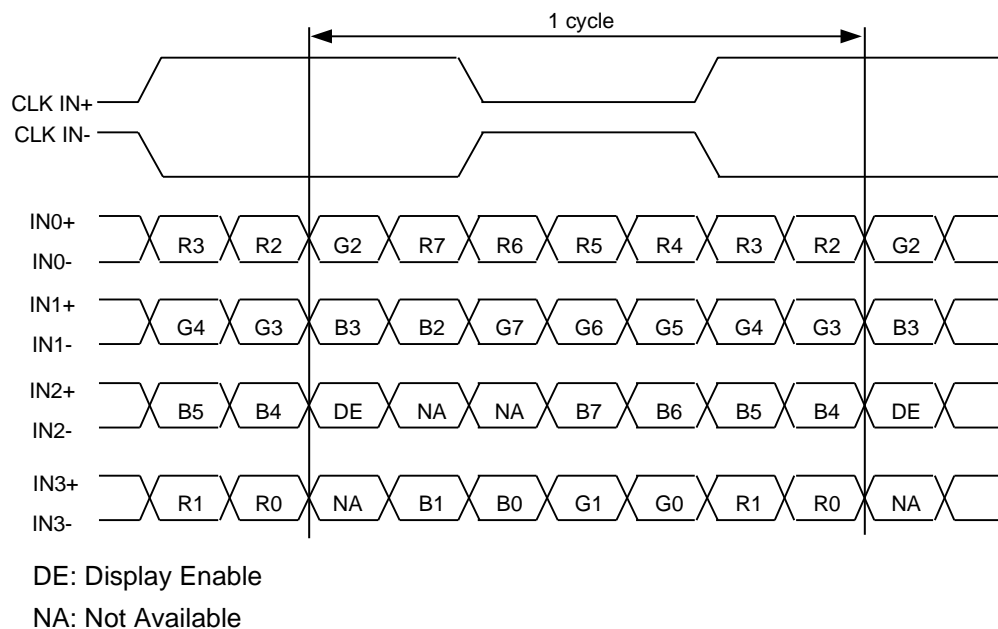 1 cycle
CLK IN+
CLK IN-
IN0+
R3 R2 G2 R7 R6 R5 R4 R3 R2 G2
IN0-
IN1+
G4 G3 B3 B2 G7 G6 G5 G4 G3 B3
IN1-
IN2+
B5 B4 DE NA NA B7 B6 B5 B4 DE
IN2-
IN3+
R1 R0 NA B1 B0 G1 G0 R1 R0 NA
IN3-
DE: Display Enable
NA: Not Available